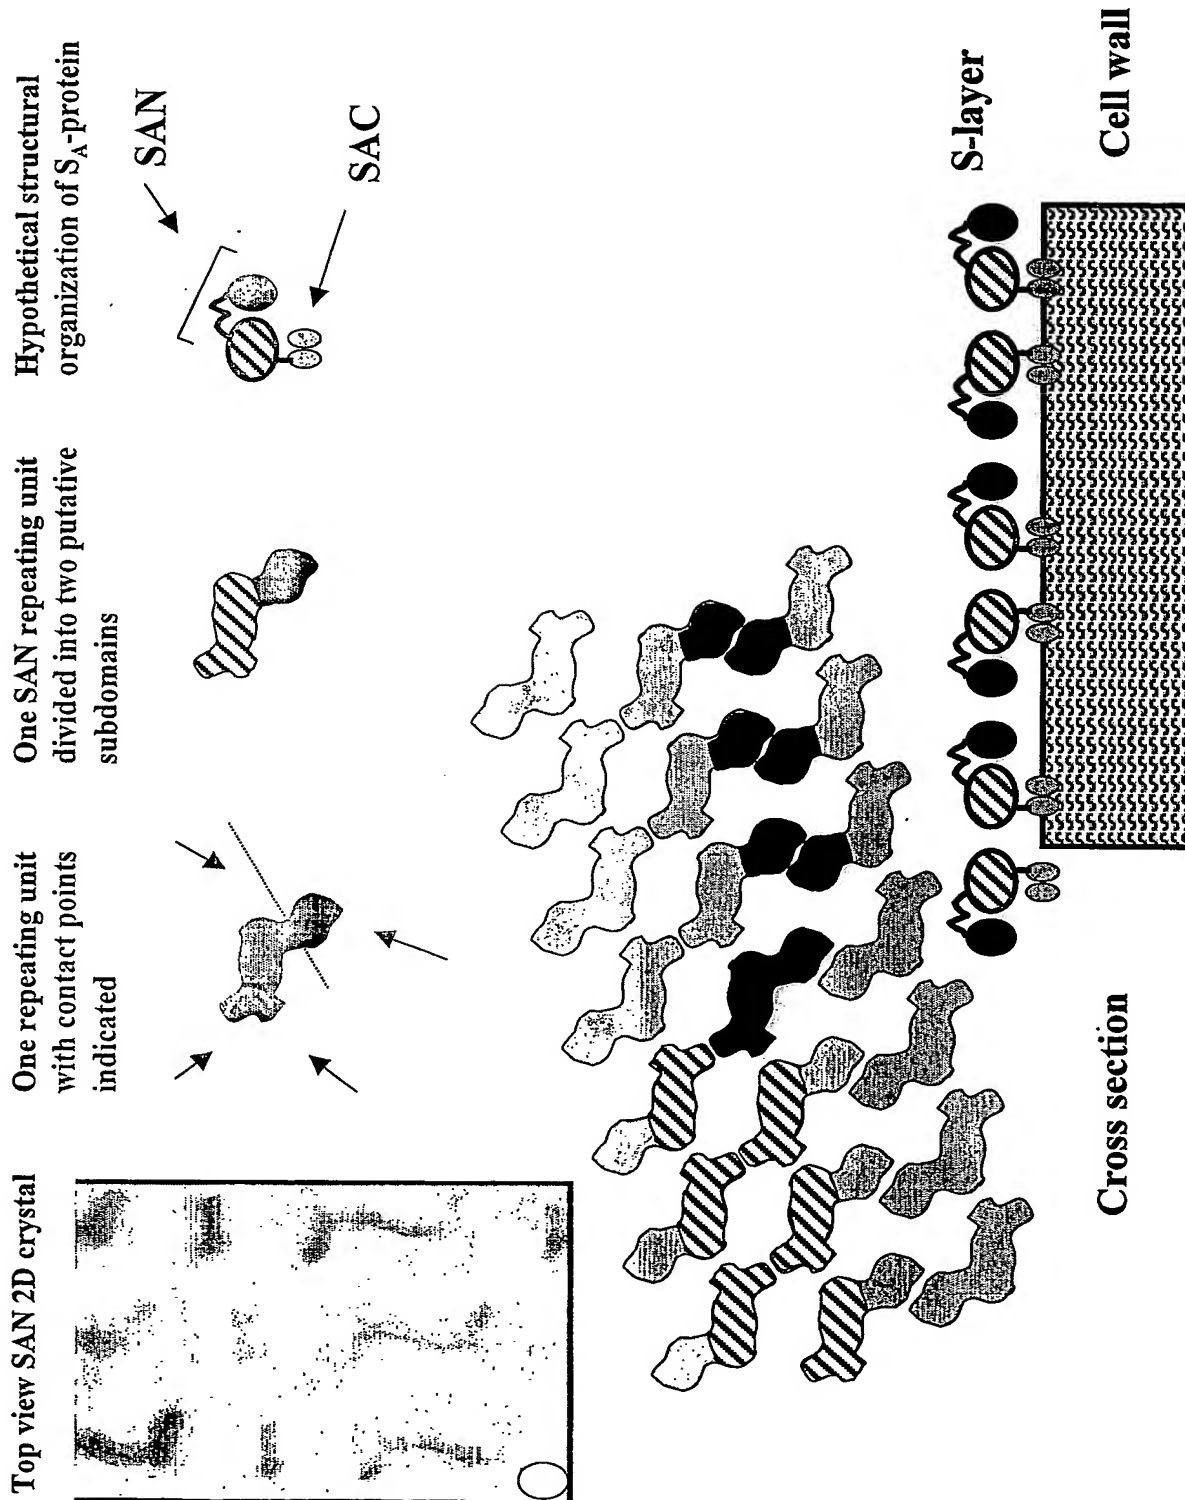 Top view SAN 2D crystal
One repeating unit
with contact points
indicated
One SAN repeating unit
divided into two putative
subdomains
Hypothetical structural
organization of S_A-protein
SAN
SAC
Cross section
S-layer
Cell wall